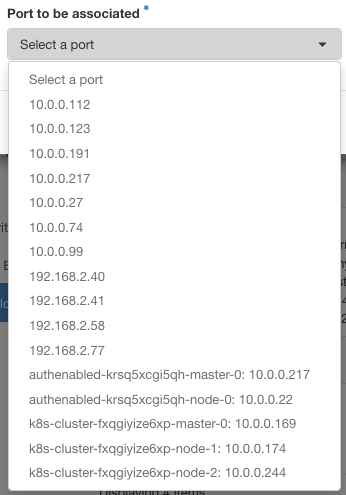 Port to be associated *
Select a port
Select a port
10.0.0.112
10.0.0.123
10.0.0.191
10.0.0.217
10.0.0.27
10.0.0.74
10.0.0.99
192.168.2.40
192.168.2.41
192.168.2.58
192.168.2.77
authenabled-krsq5xcgi5qh-master-0: 10.0.0.217
authenabled-krsq5xcgi5qh-node-0: 10.0.0.22
k8s-cluster-fxqgiyize6xp-master-0: 10.0.0.169
k8s-cluster-fxqgiyize6xp-node-1: 10.0.0.174
k8s-cluster-fxqgiyize6xp-node-2: 10.0.0.244
Displaying 4 items